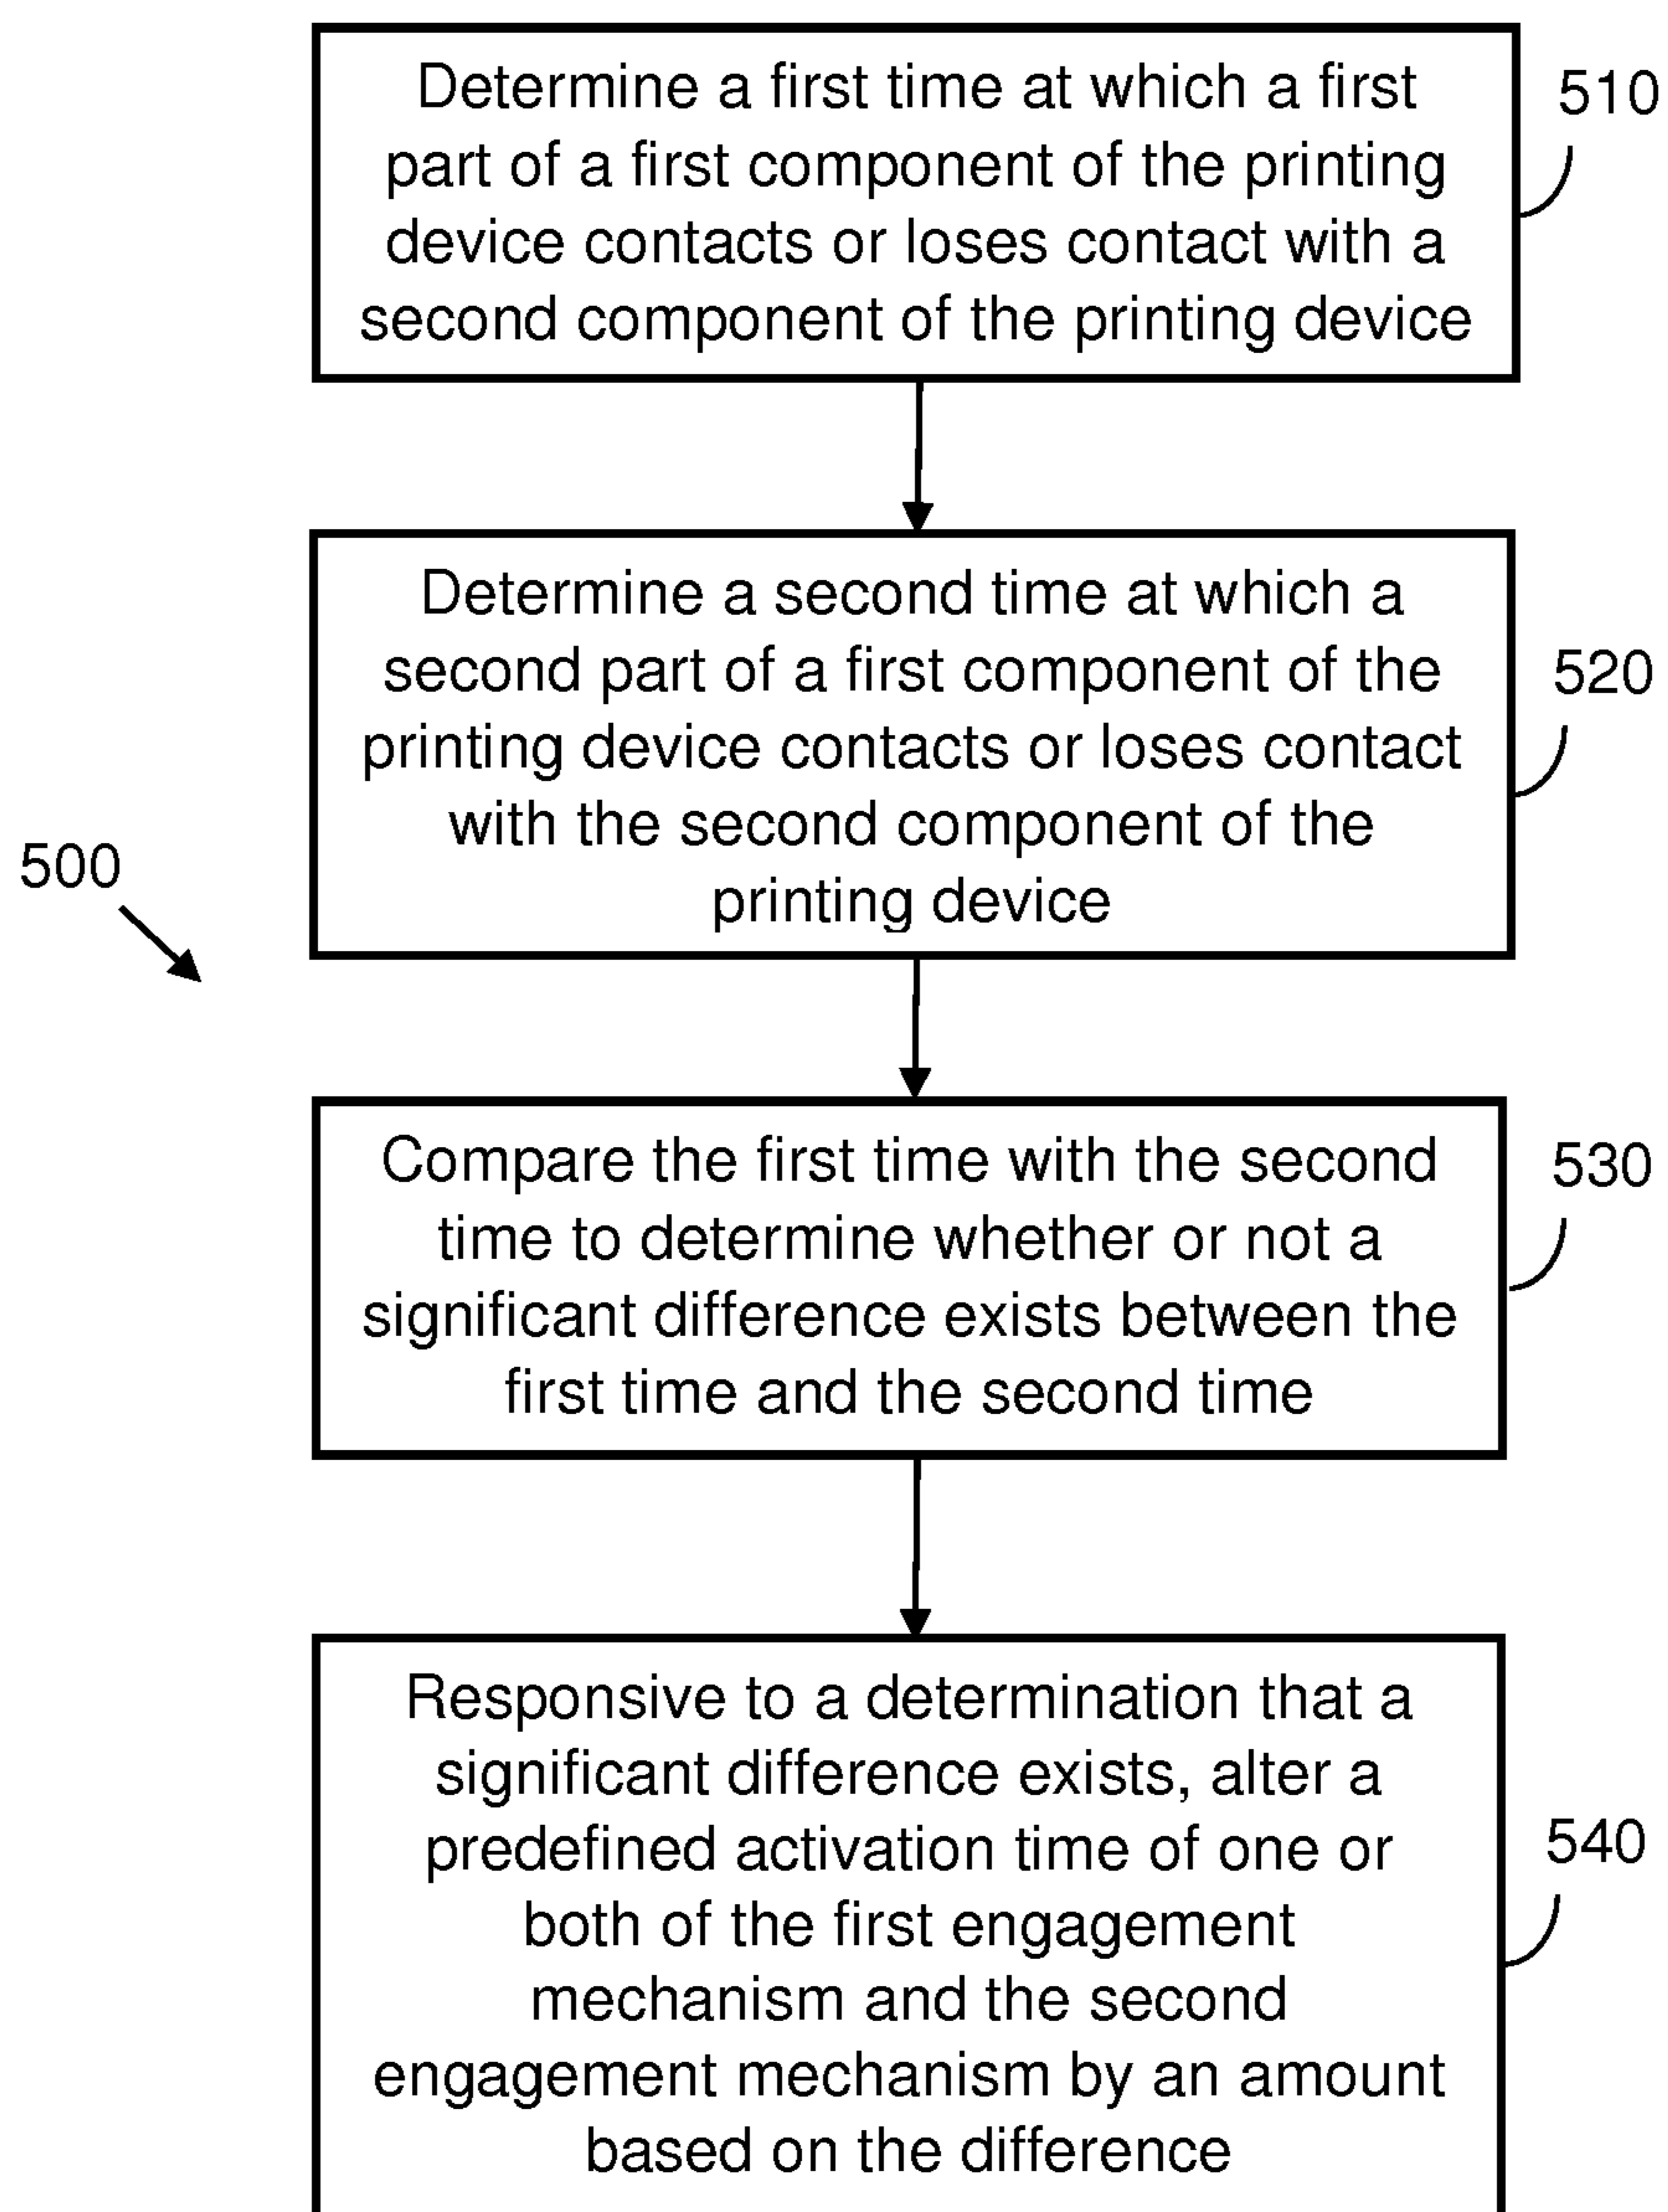 Determine a first time at which a first
part of a first component of the printing
device contacts or loses contact with a
second component of the printing device
510
Determine a second time at which a
second part of a first component of the
printing device contacts or loses contact
with the second component of the
printing device
520
500
Compare the first time with the second
time to determine whether or not a
significant difference exists between the
first time and the second time
530
Responsive to a determination that a
significant difference exists, alter a
predefined activation time of one or
both of the first engagement
mechanism and the second
engagement mechanism by an amount
based on the difference
540